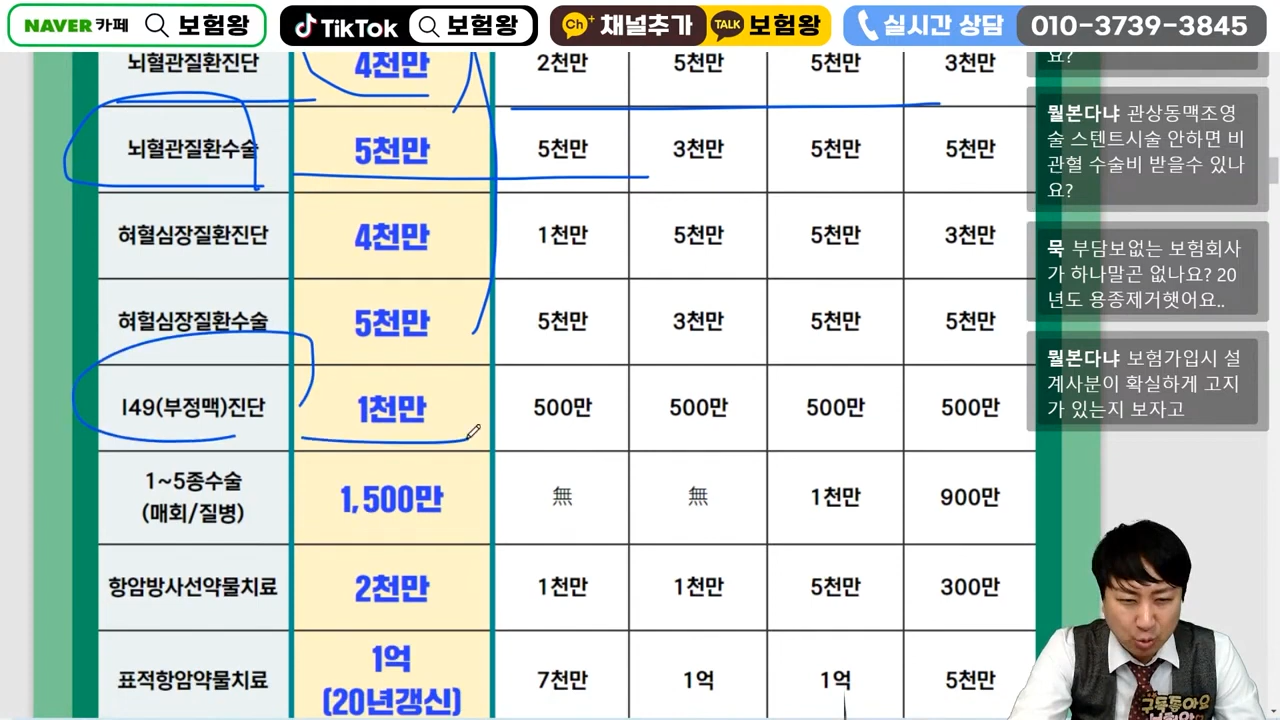 NAVER 카페 보험왕 TikTok 보험왕 Ch+ 채널추가 TALK 보험왕 실시간 상담 010-3739-3845
뇌혈관질환진단 4천만 2천만 5천만 5천만 3천만
뇌혈관질환수술 5천만 5천만 3천만 5천만 5천만
허혈심장질환진단 4천만 1천만 5천만 5천만 3천만
허혈심장질환수술 5천만 5천만 3천만 5천만 5천만
I49(부정맥)진단 1천만 500만 500만 500만 500만
1~5종수술
(매회/질병) 1,500만 無 無 1천만 900만
항암방사선약물치료 2천만 1천만 1천만 5천만 300만
표적항암약물치료 1억
(20년갱신) 7천만 1억 1억 5천만
요?
뭘본다냐 관상동맥조영
술 스텐트시술 안하면 비
관혈 수술비 받을수 있나
요?
묵 부담보없는 보험회사
가 하나말곤 없나요? 20
년도 용종제거햇어요..
뭘본다냐 보험가입시 설
계사분이 확실하게 고지
가 있는지 보자고
구독좋아요